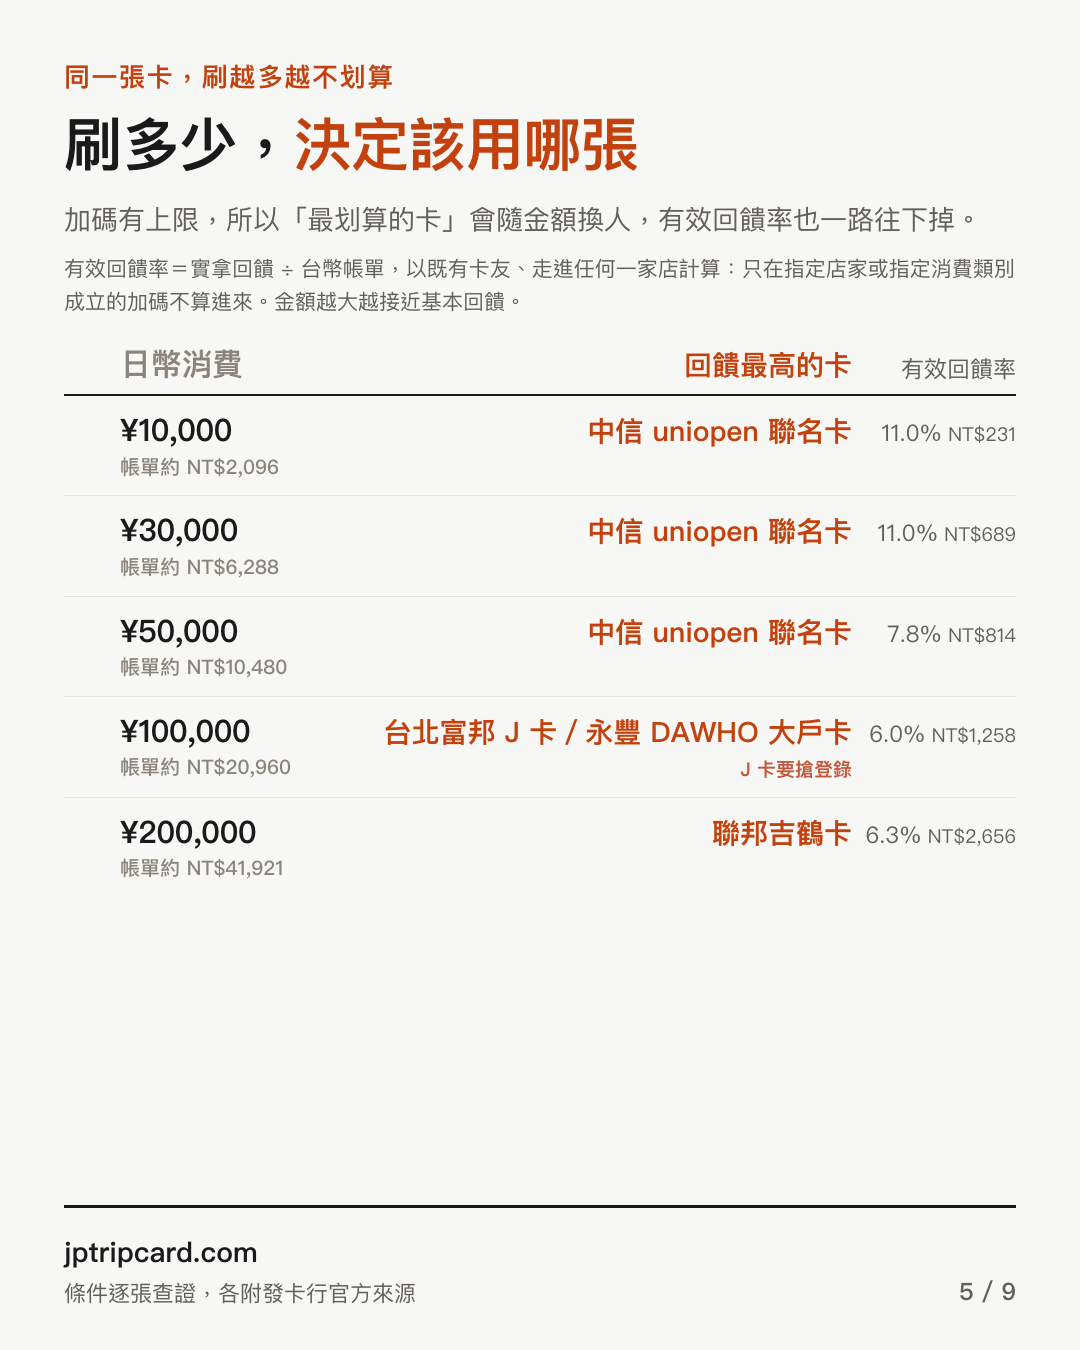 同一張卡，刷越多越不划算
刷多少，決定該用哪張
加碼有上限，所以「最划算的卡」會隨金額換人，有效回饋率也一路往下掉。
有效回饋率＝實拿回饋 ÷ 台幣帳單，以既有卡友、走進任何一家店計算：只在指定店家或指定消費類別
成立的加碼不算進來。金額越大越接近基本回饋。
日幣消費 回饋最高的卡 有效回饋率
¥10,000 中信 uniopen 聯名卡 11.0% NT$231
帳單約 NT$2,096
¥30,000 中信 uniopen 聯名卡 11.0% NT$689
帳單約 NT$6,288
¥50,000 中信 uniopen 聯名卡 7.8% NT$814
帳單約 NT$10,480
¥100,000 台北富邦 J 卡 / 永豐 DAWHO 大戶卡 6.0% NT$1,258
帳單約 NT$20,960 J 卡要搶登錄
¥200,000 聯邦吉鶴卡 6.3% NT$2,656
帳單約 NT$41,921
jptripcard.com
條件逐張查證，各附發卡行官方來源 5 / 9